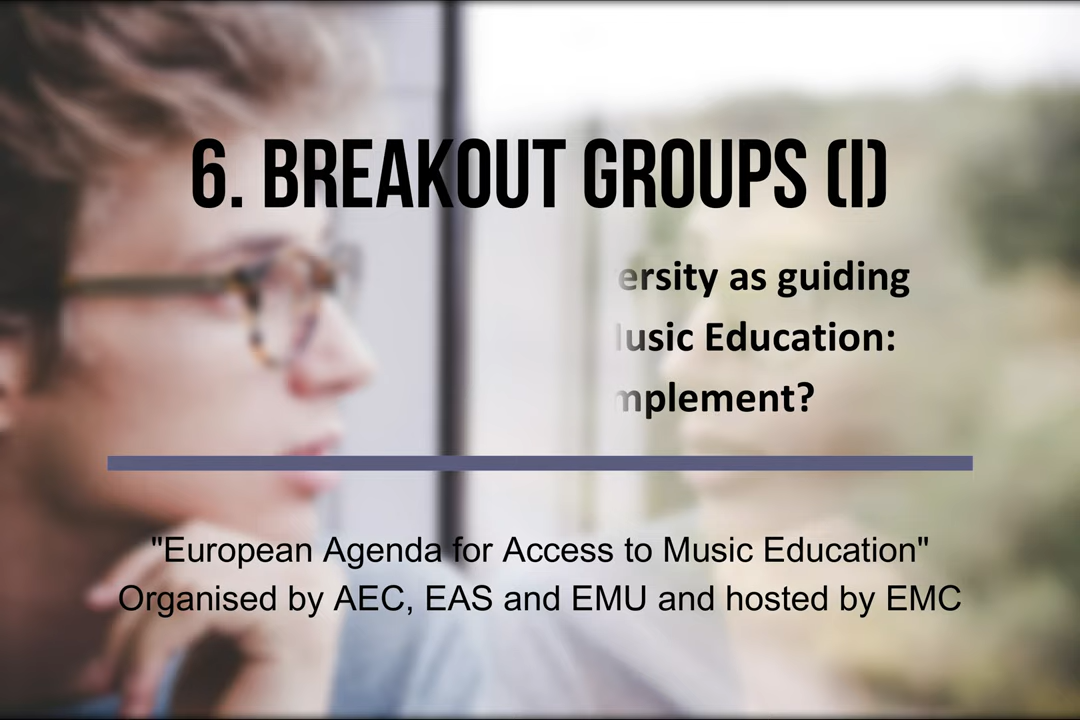 6. BREAKOUT GROUPS (I)
as guiding
Education:
"European Agenda for Access to Music Education"
Organised by AEC, EAS and EMU and hosted by EMC